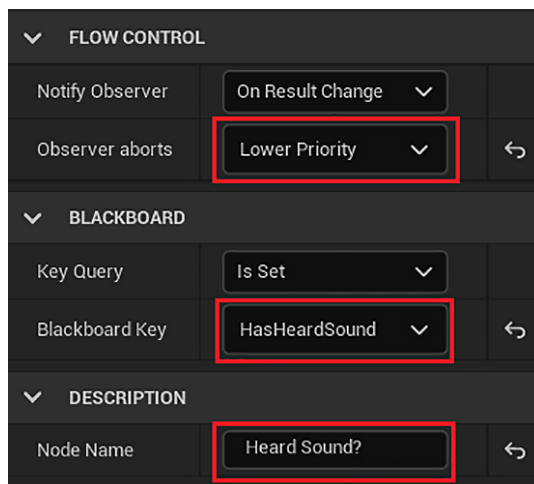 FLOW CONTROL
Notify Observer On Result Change
Observer aborts Lower Priority
BLACKBOARD
Key Query Is Set
Blackboard Key HasHeardSound
DESCRIPTION
Node Name Heard Sound?